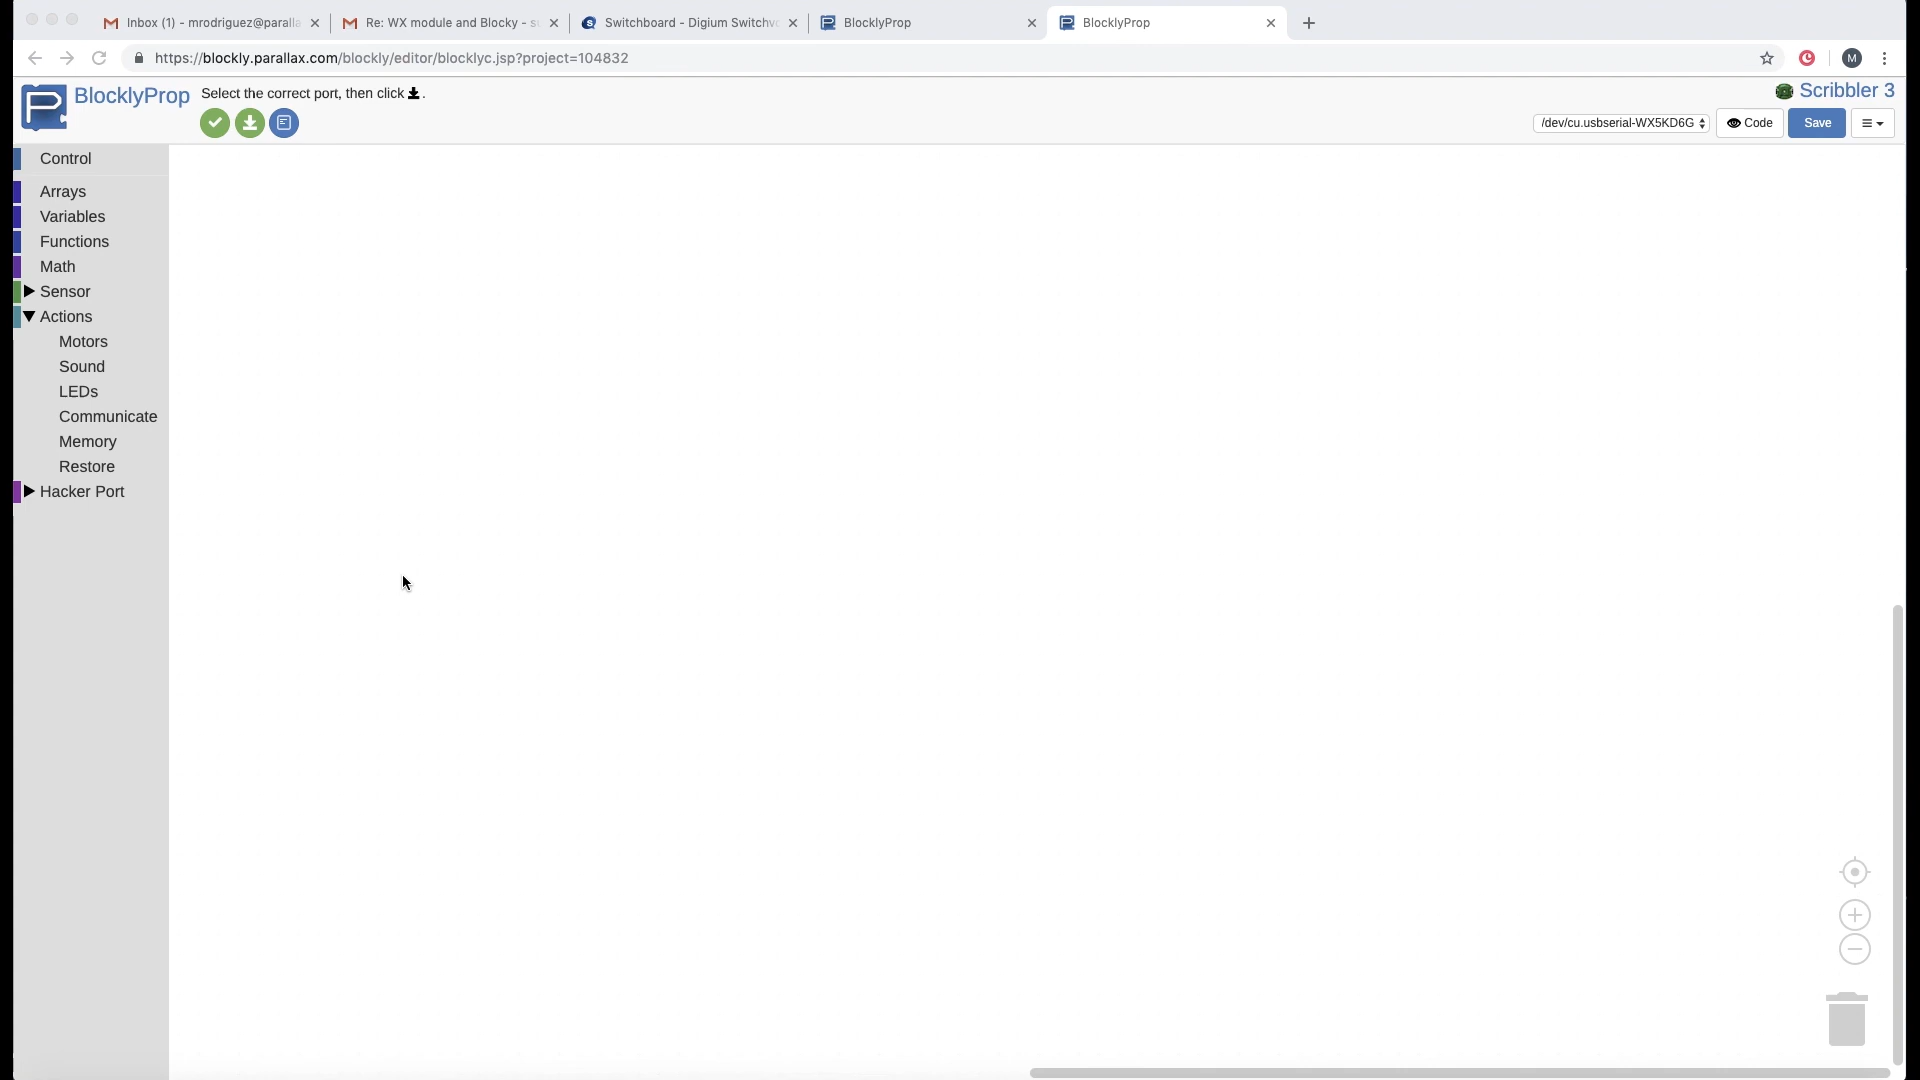 Inbox (1) - mrodriguez@paralla
Re: WX module and Blocky - su
Switchboard - Digium Switchvo
BlocklyProp
BlocklyProp
https://blockly.parallax.com/blockly/editor/blocklyc.jsp?project=104832
M
BlocklyProp
Select the correct port, then click .
Scribbler 3
/dev/cu.usbserial-WX5KD6G
Code
Save
Control
Arrays
Variables
Functions
Math
Sensor
Actions
Motors
Sound
LEDs
Communicate
Memory
Restore
Hacker Port